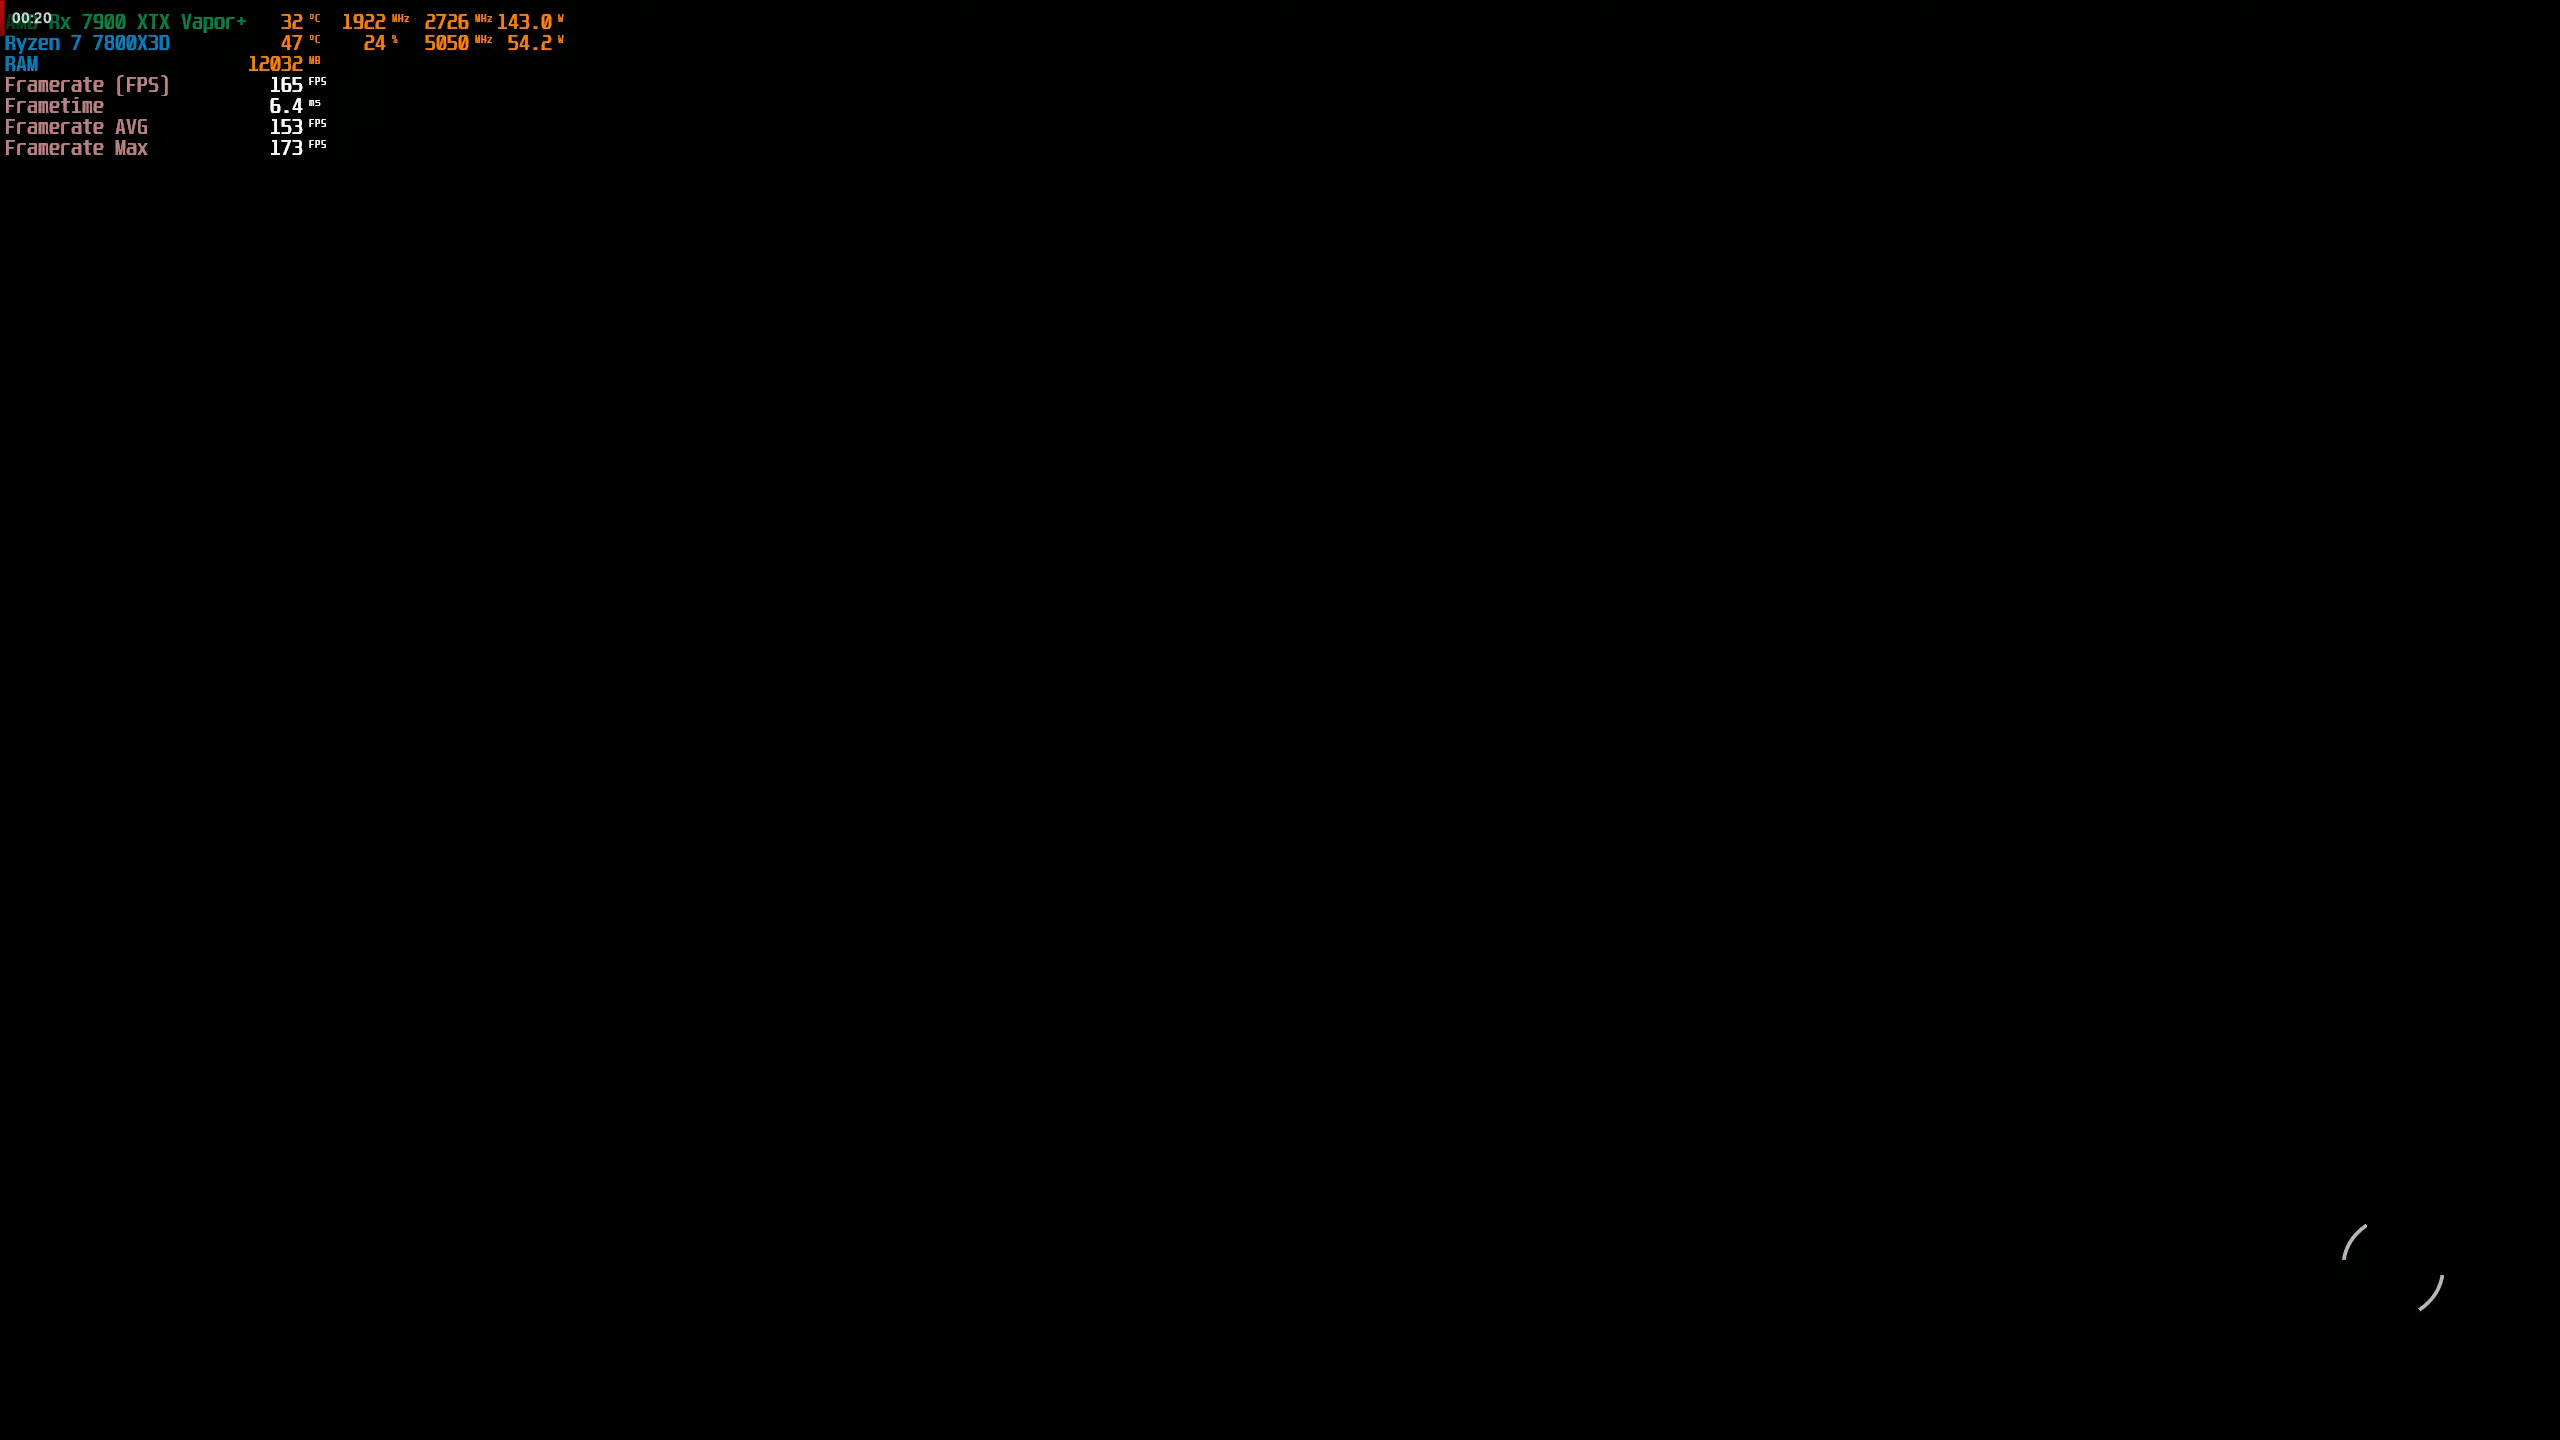 00:20
AMD Rx 7900 XTX Vapor+ 32 °C 1922 MHz 2726 MHz 143.0 W
Ryzen 7 7800X3D 47 °C 24 % 5050 MHz 54.2 W
RAM 12032 MB
Framerate (FPS) 165 FPS
Frametime 6.4 ms
Framerate AVG 153 FPS
Framerate Max 173 FPS